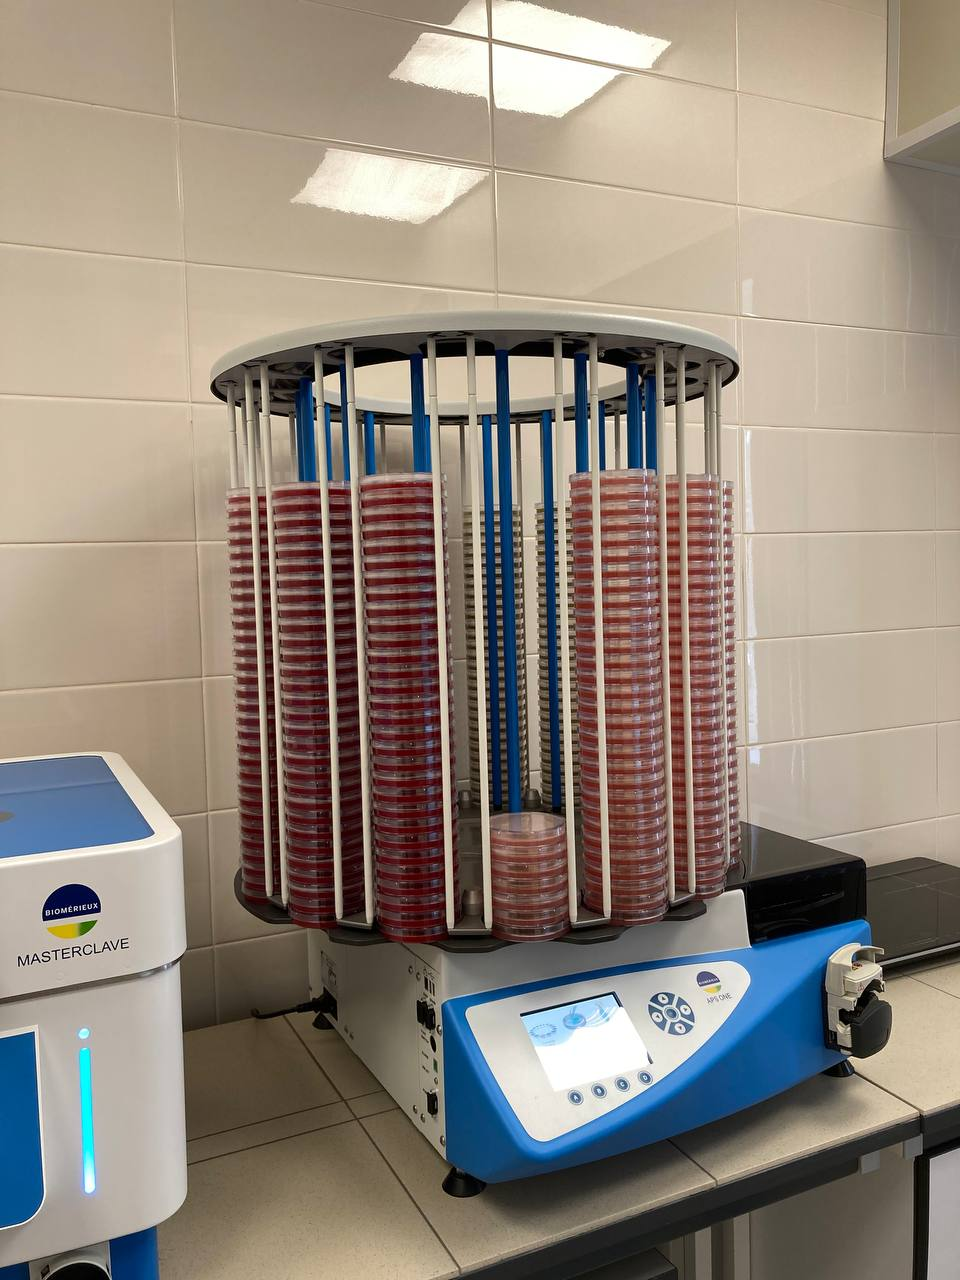 BIOMÉRIEUX
MASTERCLAVE
BIOMÉRIEUX
APS ONE
A
B
C
D